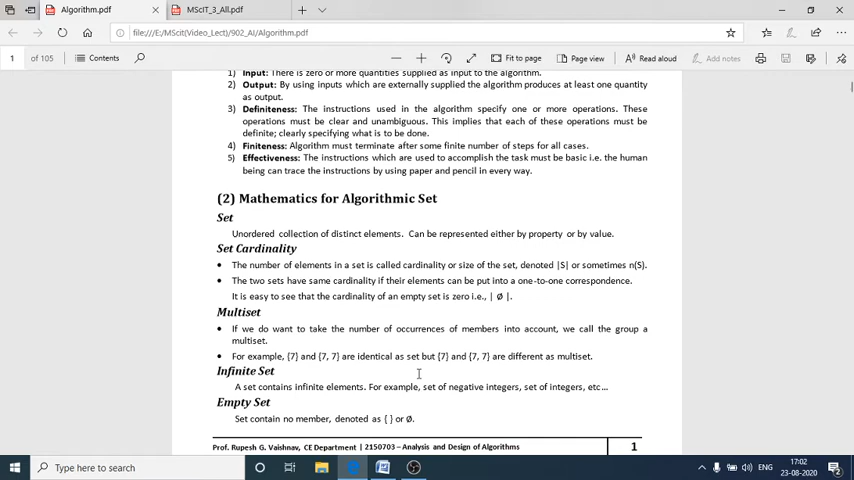 Algorithm.pdf
MScIT_3_All.pdf
file:///E:/MScit(Video_Lect)/902_AI/Algorithm.pdf
1 of 105
Contents
Fit to page
Page view
Read aloud
Add notes
1) Input: There is zero or more quantities supplied as input to the algorithm.
2) Output: By using inputs which are externally supplied the algorithm produces at least one quantity
as output.
3) Definiteness: The instructions used in the algorithm specify one or more operations. These
operations must be clear and unambiguous. This implies that each of these operations must be
definite; clearly specifying what is to be done.
4) Finiteness: Algorithm must terminate after some finite number of steps for all cases.
5) Effectiveness: The instructions which are used to accomplish the task must be basic i.e. the human
being can trace the instructions by using paper and pencil in every way.
(2) Mathematics for Algorithmic Set
Set
Unordered collection of distinct elements. Can be represented either by property or by value.
Set Cardinality
• The number of elements in a set is called cardinality or size of the set, denoted |S| or sometimes n(S).
• The two sets have same cardinality if their elements can be put into a one-to-one correspondence.
It is easy to see that the cardinality of an empty set is zero i.e., | ø |.
Multiset
• If we do want to take the number of occurrences of members into account, we call the group a
multiset.
• For example, {7} and {7, 7} are identical as set but {7} and {7, 7} are different as multiset.
Infinite Set
A set contains infinite elements. For example, set of negative integers, set of integers, etc...
Empty Set
Set contain no member, denoted as { } or Ø.
Prof. Rupesh G. Vaishnav, CE Department | 2150703 – Analysis and Design of Algorithms
1
Type here to search
ENG
17:02
23-08-2020
2